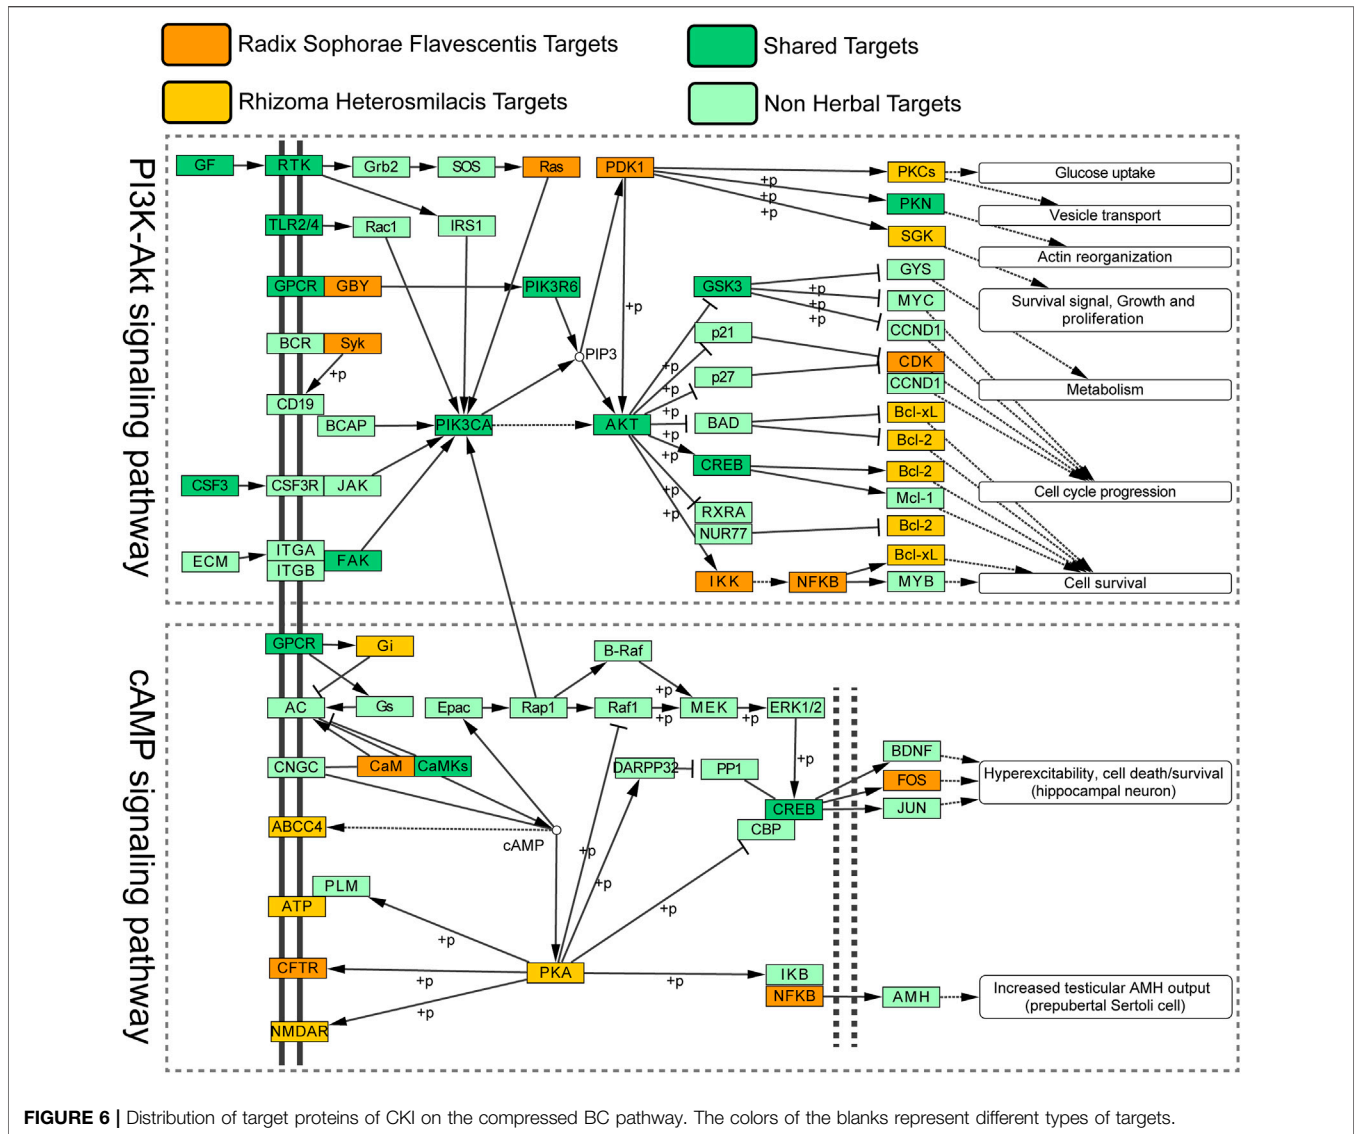 Radix Sophorae Flavescentis Targets
Shared Targets
Rhizoma Heterosmilacis Targets
Non Herbal Targets
PI3K-Akt signaling pathway
GF
RTK
Grb2
SOS
Ras
PDK1
PKCs
Glucose uptake
+p
PKN
+p
Vesicle transport
+p
TLR2/4
Rac1
IRS1
SGK
Actin reorganization
GYS
GPCR
GBY
PIK3R6
GSK3
+p
MYC
Survival signal, Growth and
proliferation
+p
+p
+p
CCND1
p21
BCR
Syk
PIP3
CDK
+p
+p
p27
CCND1
Metabolism
+p
CD19
BCAP
PIK3CA
AKT
+p
BAD
Bcl-xL
+p
Bcl-2
+p
CREB
Bcl-2
CSF3
CSF3R
JAK
+p
Mcl-1
Cell cycle progression
+p
RXRA
NUR77
Bcl-2
ECM
ITGA
ITGB
FAK
Bcl-xL
IKK
NFKB
MYB
Cell survival
cAMP signaling pathway
GPCR
Gi
B-Raf
+p
AC
Gs
Epac
Rap1
Raf1
+p
MEK
+p
ERK1/2
+p
CNGC
CaM
CaMKs
DARPP32
PP1
BDNF
FOS
JUN
Hyperexcitability, cell death/survival
(hippocampal neuron)
CREB
CBP
ABCC4
cAMP
+p
+p
+p
PLM
ATP
+p
CFTR
+p
PKA
+p
IKB
NFKB
AMH
Increased testicular AMH output
(prepubertal Sertoli cell)
+p
NMDAR
FIGURE 6 | Distribution of target proteins of CKI on the compressed BC pathway. The colors of the blanks represent different types of targets.